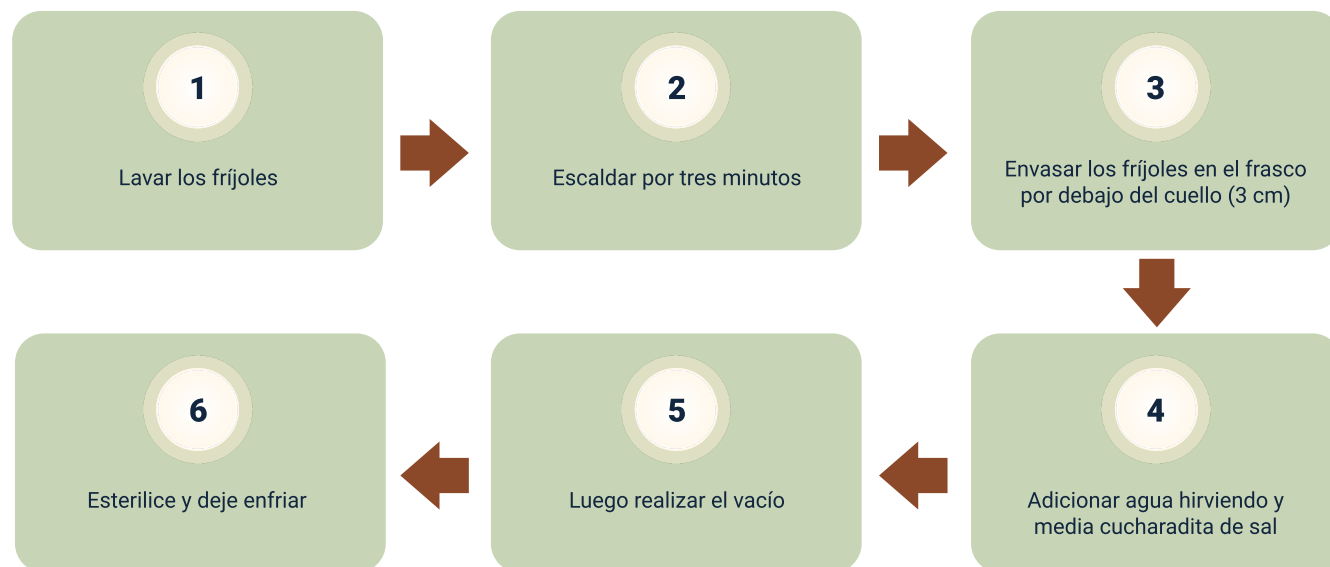 1
Lavar los fríjoles
2
Escaldar por tres minutos
3
Envasar los fríjoles en el frasco
por debajo del cuello (3 cm)
4
Adicionar agua hirviendo y
media cucharadita de sal
5
Luego realizar el vacío
6
Esterilice y deje enfriar